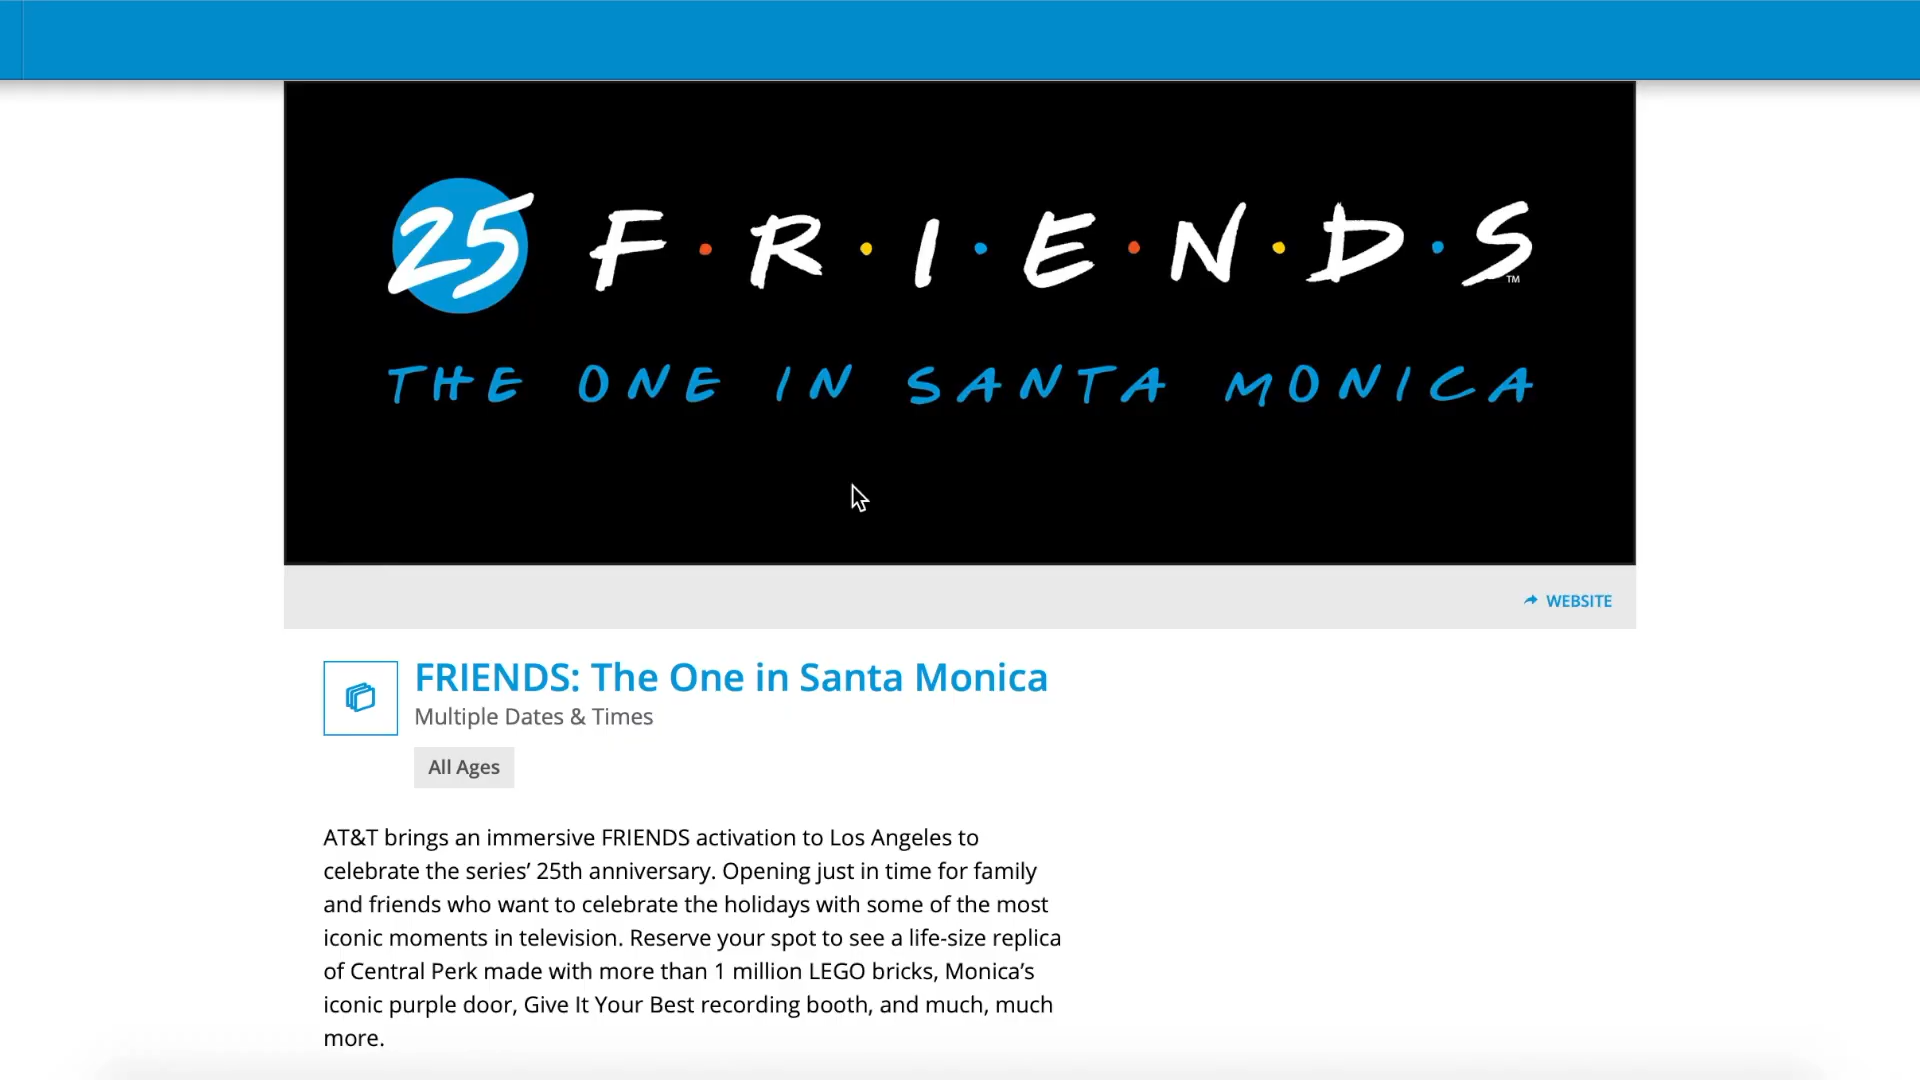 25 F·R·I·E·N·D·S ™
THE ONE IN SANTA MONICA
WEBSITE
FRIENDS: The One in Santa Monica
Multiple Dates & Times
All Ages
AT&T brings an immersive FRIENDS activation to Los Angeles to
celebrate the series’ 25th anniversary. Opening just in time for family
and friends who want to celebrate the holidays with some of the most
iconic moments in television. Reserve your spot to see a life-size replica
of Central Perk made with more than 1 million LEGO bricks, Monica’s
iconic purple door, Give It Your Best recording booth, and much, much
more.